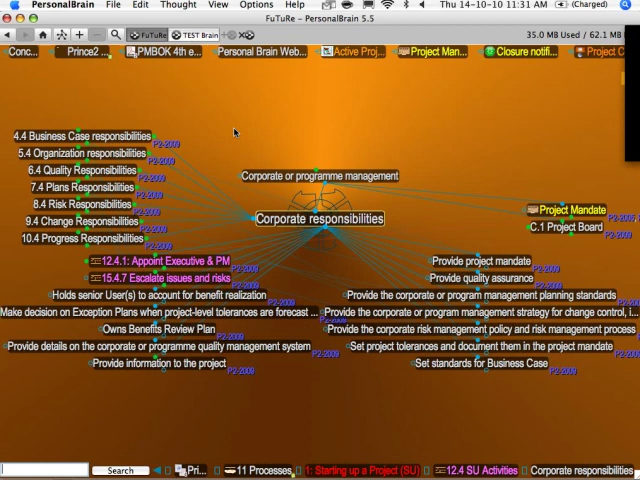 PersonalBrain File Edit Thought View Options Help (Charged) Thu 14-10-10 11:31 AM
FuTuRe – PersonalBrain 5.5
FuTuRe TEST Brain 35.0 MB Used / 62.1 MB
Conc... Prince2 ... PMBOK 4th e... Personal Brain Web... Active Proj... Project Man... Closure notifi... Project C
4.4 Business Case responsibilities
P2-2009
5.4 Organization responsibilities
P2-2009
6.4 Quality Responsibilities
P2-2009
7.4 Plans Responsibilities
P2-2009
8.4 Risk Responsibilities
P2-2009
9.4 Change Responsibilities
P2-2009
10.4 Progress Responsibilities
P2-2009
Corporate or programme management
Corporate responsibilities
Project Mandate
C.1 Project Board
12.4.1: Appoint Executive & PM
P2-2009
15.4.7 Escalate issues and risks
P2-2009
Holds senior User(s) to account for benefit realization
Make decision on Exception Plans when project-level tolerances are forecast ...
Owns Benefits Review Plan
P2-2009
Provide details on the corporate or programme quality management system
P2-2009
Provide information to the project
P2-2009
Provide project mandate
P2-2009
Provide quality assurance
P2-2009
Provide the corporate or program management planning standards
Provide the corporate or program management strategy for change control, i...
Provide the corporate risk management policy and risk management process
Set project tolerances and document them in the project mandate
P2-2009
Set standards for Business Case
P2-2009
Search Pri... 11 Processes 1: Starting up a Project (SU) 12.4 SU Activities Corporate responsibilities